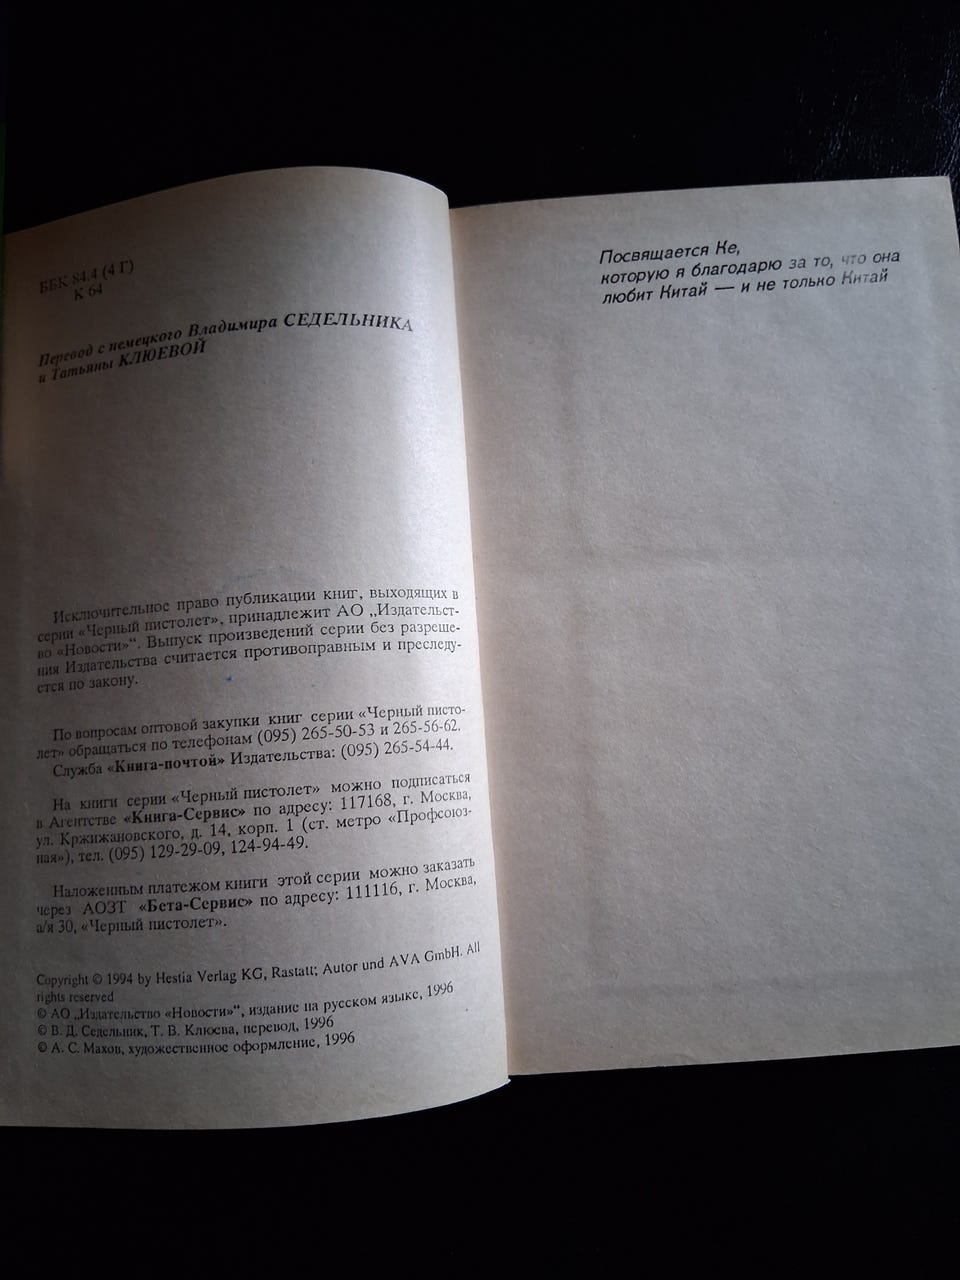 ББК 84.4 (4 Г)
К 64
Перевод с немецкого Владимира СЕДЕЛЬНИКА
и Татьяны КЛЮЕВОЙ
Исключительное право публикации книг, выходящих в
серии «Черный пистолет», принадлежит АО „Издательст-
во «Новости»“. Выпуск произведений серии без разреше-
ния Издательства считается противоправным и преследу-
ется по закону.
По вопросам оптовой закупки книг серии «Черный писто-
лет» обращаться по телефонам (095) 265-50-53 и 265-56-62.
Служба «Книга-почтой» Издательства: (095) 265-54-44.
На книги серии «Черный пистолет» можно подписаться
в Агентстве «Книга-Сервис» по адресу: 117168, г. Москва,
ул. Кржижановского, д. 14, корп. 1 (ст. метро «Профсоюз-
ная»), тел. (095) 129-29-09, 124-94-49.
Наложенным платежом книги этой серии можно заказать
через АОЗТ «Бета-Сервис» по адресу: 111116, г. Москва,
а/я 30, «Черный пистолет».
Copyright © 1994 by Hestia Verlag KG, Rastatt; Autor und AVA GmbH. All
rights reserved
© АО „Издательство «Новости»“, издание на русском языке, 1996
© В. Д. Седельник, Т. В. Клюева, перевод, 1996
© А. С. Махов, художественное оформление, 1996
Посвящается Ке,
которую я благодарю за то, что она
любит Китай — и не только Китай